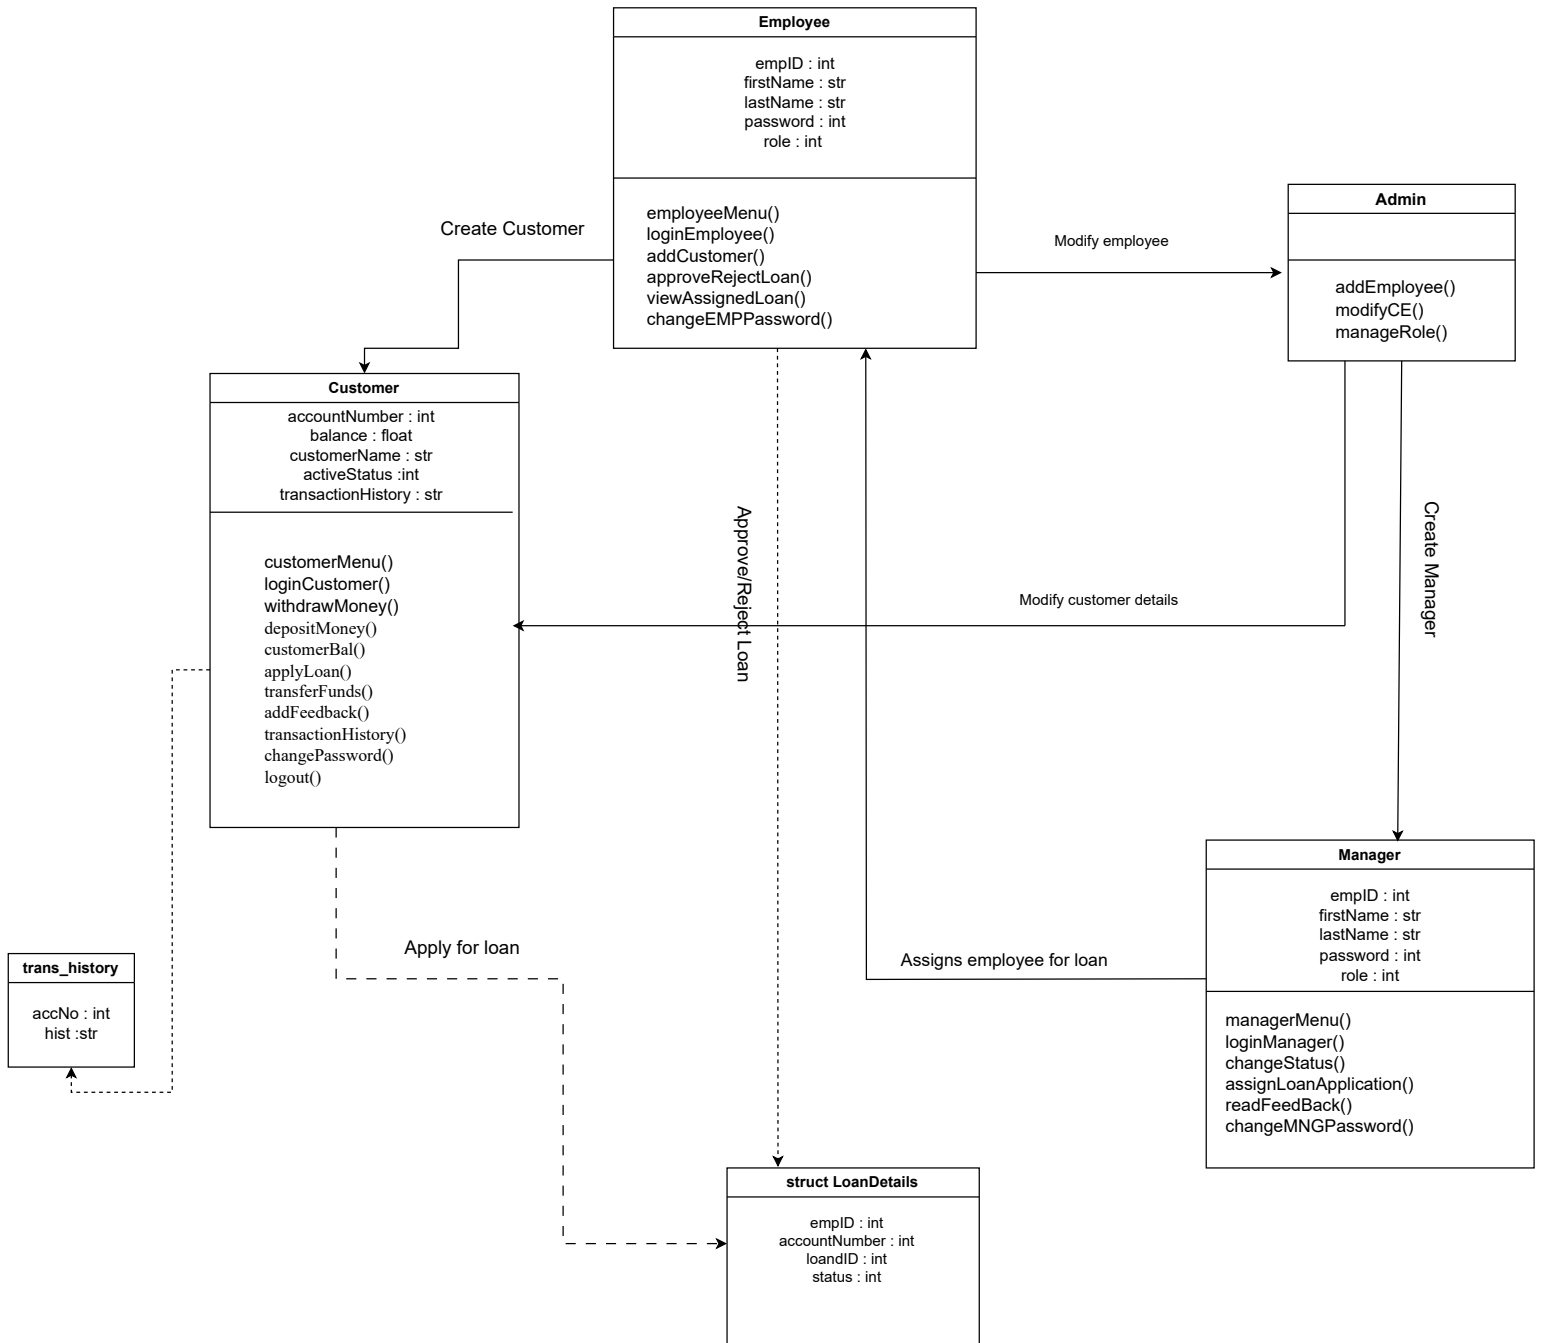 Employee
empID : int
firstName : str
lastName : str
password : int
role : int
employeeMenu()
loginEmployee()
addCustomer()
approveRejectLoan()
viewAssignedLoan()
changeEMPPassword()
Create Customer
Modify employee
Admin
addEmployee()
modifyCE()
manageRole()
Customer
accountNumber : int
balance : float
customerName : str
activeStatus :int
transactionHistory : str
customerMenu()
loginCustomer()
withdrawMoney()
depositMoney()
customerBal()
applyLoan()
transferFunds()
addFeedback()
transactionHistory()
changePassword()
logout()
Approve/Reject Loan
Modify customer details
Create Manager
Manager
empID : int
firstName : str
lastName : str
password : int
role : int
managerMenu()
loginManager()
changeStatus()
assignLoanApplication()
readFeedBack()
changeMNGPassword()
Assigns employee for loan
Apply for loan
trans_history
accNo : int
hist :str
struct LoanDetails
empID : int
accountNumber : int
loandID : int
status : int